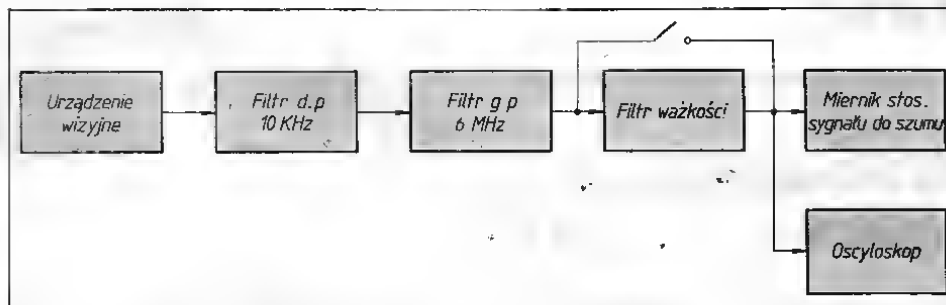 Urządzenie
wizyjne
Filtr d.p
10 KHz
Filtr g p
6 MHz
Filtr ważkości
Miernik stos.
sygnału do szumu
Oscyloskop